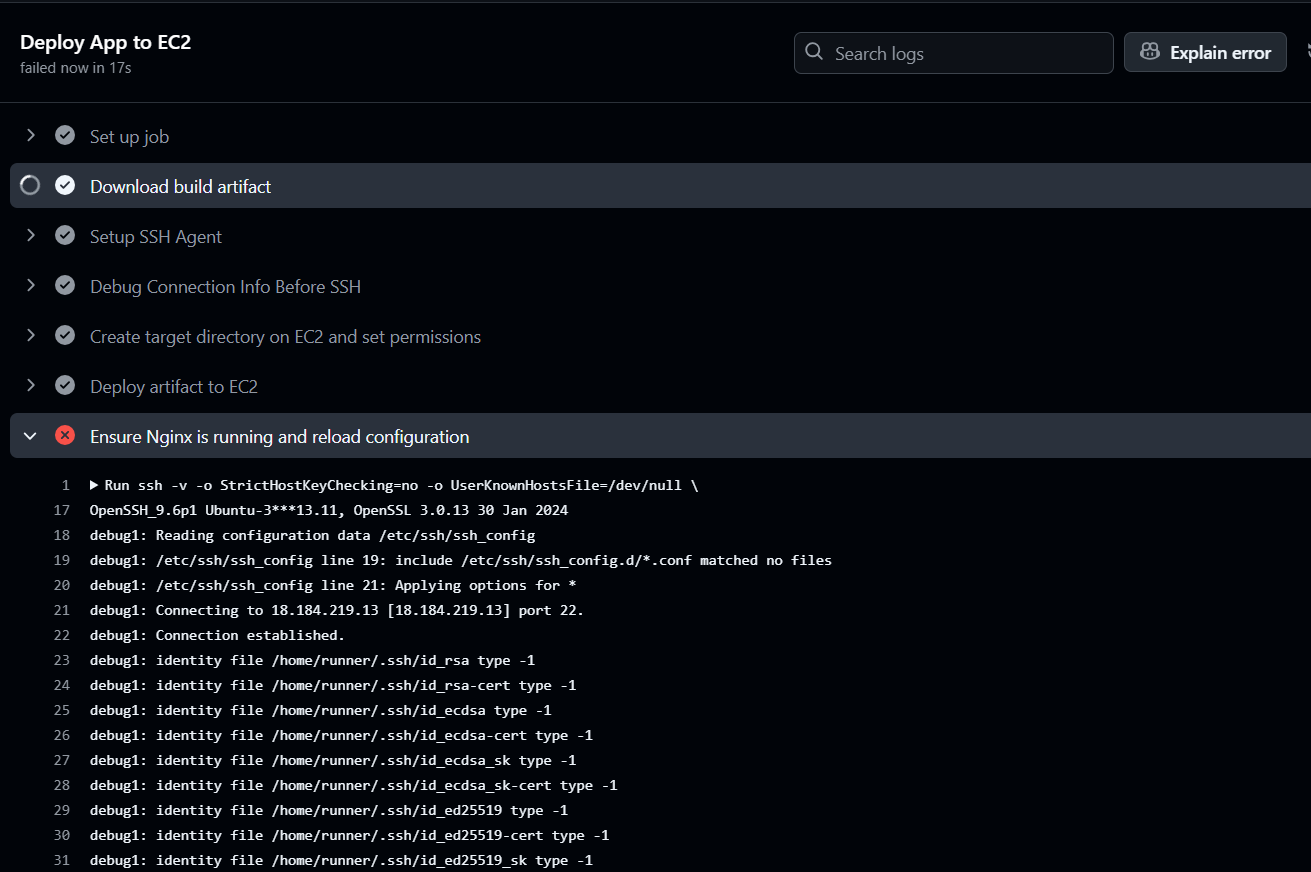 Deploy App to EC2
failed now in 17s
Search logs
Explain error
Set up job
Download build artifact
Setup SSH Agent
Debug Connection Info Before SSH
Create target directory on EC2 and set permissions
Deploy artifact to EC2
Ensure Nginx is running and reload configuration
1 Run ssh -v -o StrictHostKeyChecking=no -o UserKnownHostsFile=/dev/null \
17 OpenSSH_9.6p1 Ubuntu-3***13.11, OpenSSL 3.0.13 30 Jan 2024
18 debug1: Reading configuration data /etc/ssh/ssh_config
19 debug1: /etc/ssh/ssh_config line 19: include /etc/ssh/ssh_config.d/*.conf matched no files
20 debug1: /etc/ssh/ssh_config line 21: Applying options for *
21 debug1: Connecting to 18.184.219.13 [18.184.219.13] port 22.
22 debug1: Connection established.
23 debug1: identity file /home/runner/.ssh/id_rsa type -1
24 debug1: identity file /home/runner/.ssh/id_rsa-cert type -1
25 debug1: identity file /home/runner/.ssh/id_ecdsa type -1
26 debug1: identity file /home/runner/.ssh/id_ecdsa-cert type -1
27 debug1: identity file /home/runner/.ssh/id_ecdsa_sk type -1
28 debug1: identity file /home/runner/.ssh/id_ecdsa_sk-cert type -1
29 debug1: identity file /home/runner/.ssh/id_ed25519 type -1
30 debug1: identity file /home/runner/.ssh/id_ed25519-cert type -1
31 debug1: identity file /home/runner/.ssh/id_ed25519_sk type -1